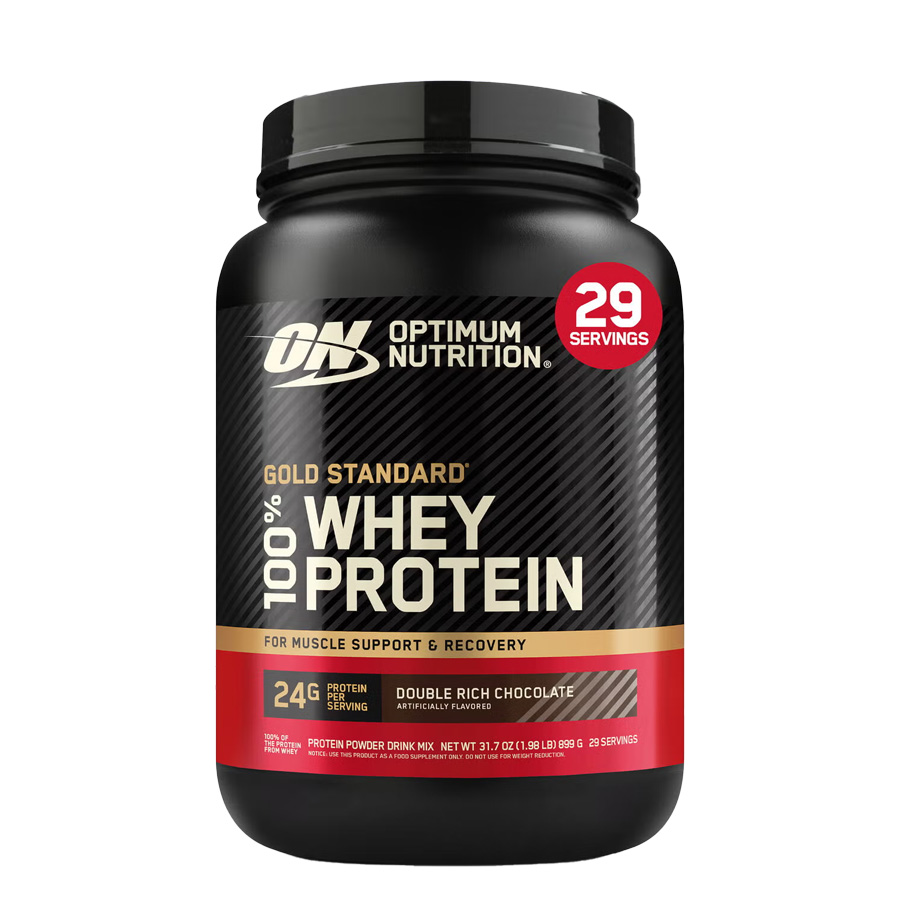 29
SERVINGS
ON
OPTIMUM
NUTRITION®
GOLD STANDARD®
100%
WHEY
PROTEIN
FOR MUSCLE SUPPORT & RECOVERY
24G
PROTEIN
PER
SERVING
DOUBLE RICH CHOCOLATE
ARTIFICIALLY FLAVORED
100% OF
THE PROTEIN
FROM WHEY
PROTEIN POWDER DRINK MIX NET WT 31.7 OZ (1.98 LB) 899 G 29 SERVINGS
NOTICE: USE THIS PRODUCT AS A FOOD SUPPLEMENT ONLY. DO NOT USE FOR WEIGHT REDUCTION.